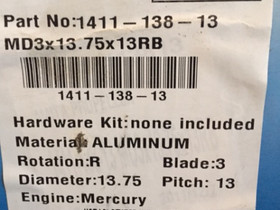 Part No:1411-138-13
MD3x13.75x13RB
1411-138-13
Hardware Kit:none included
Material: ALUMINUM
Rotation:R Blade:3
Diameter:13.75 Pitch: 13
Engine:Mercury